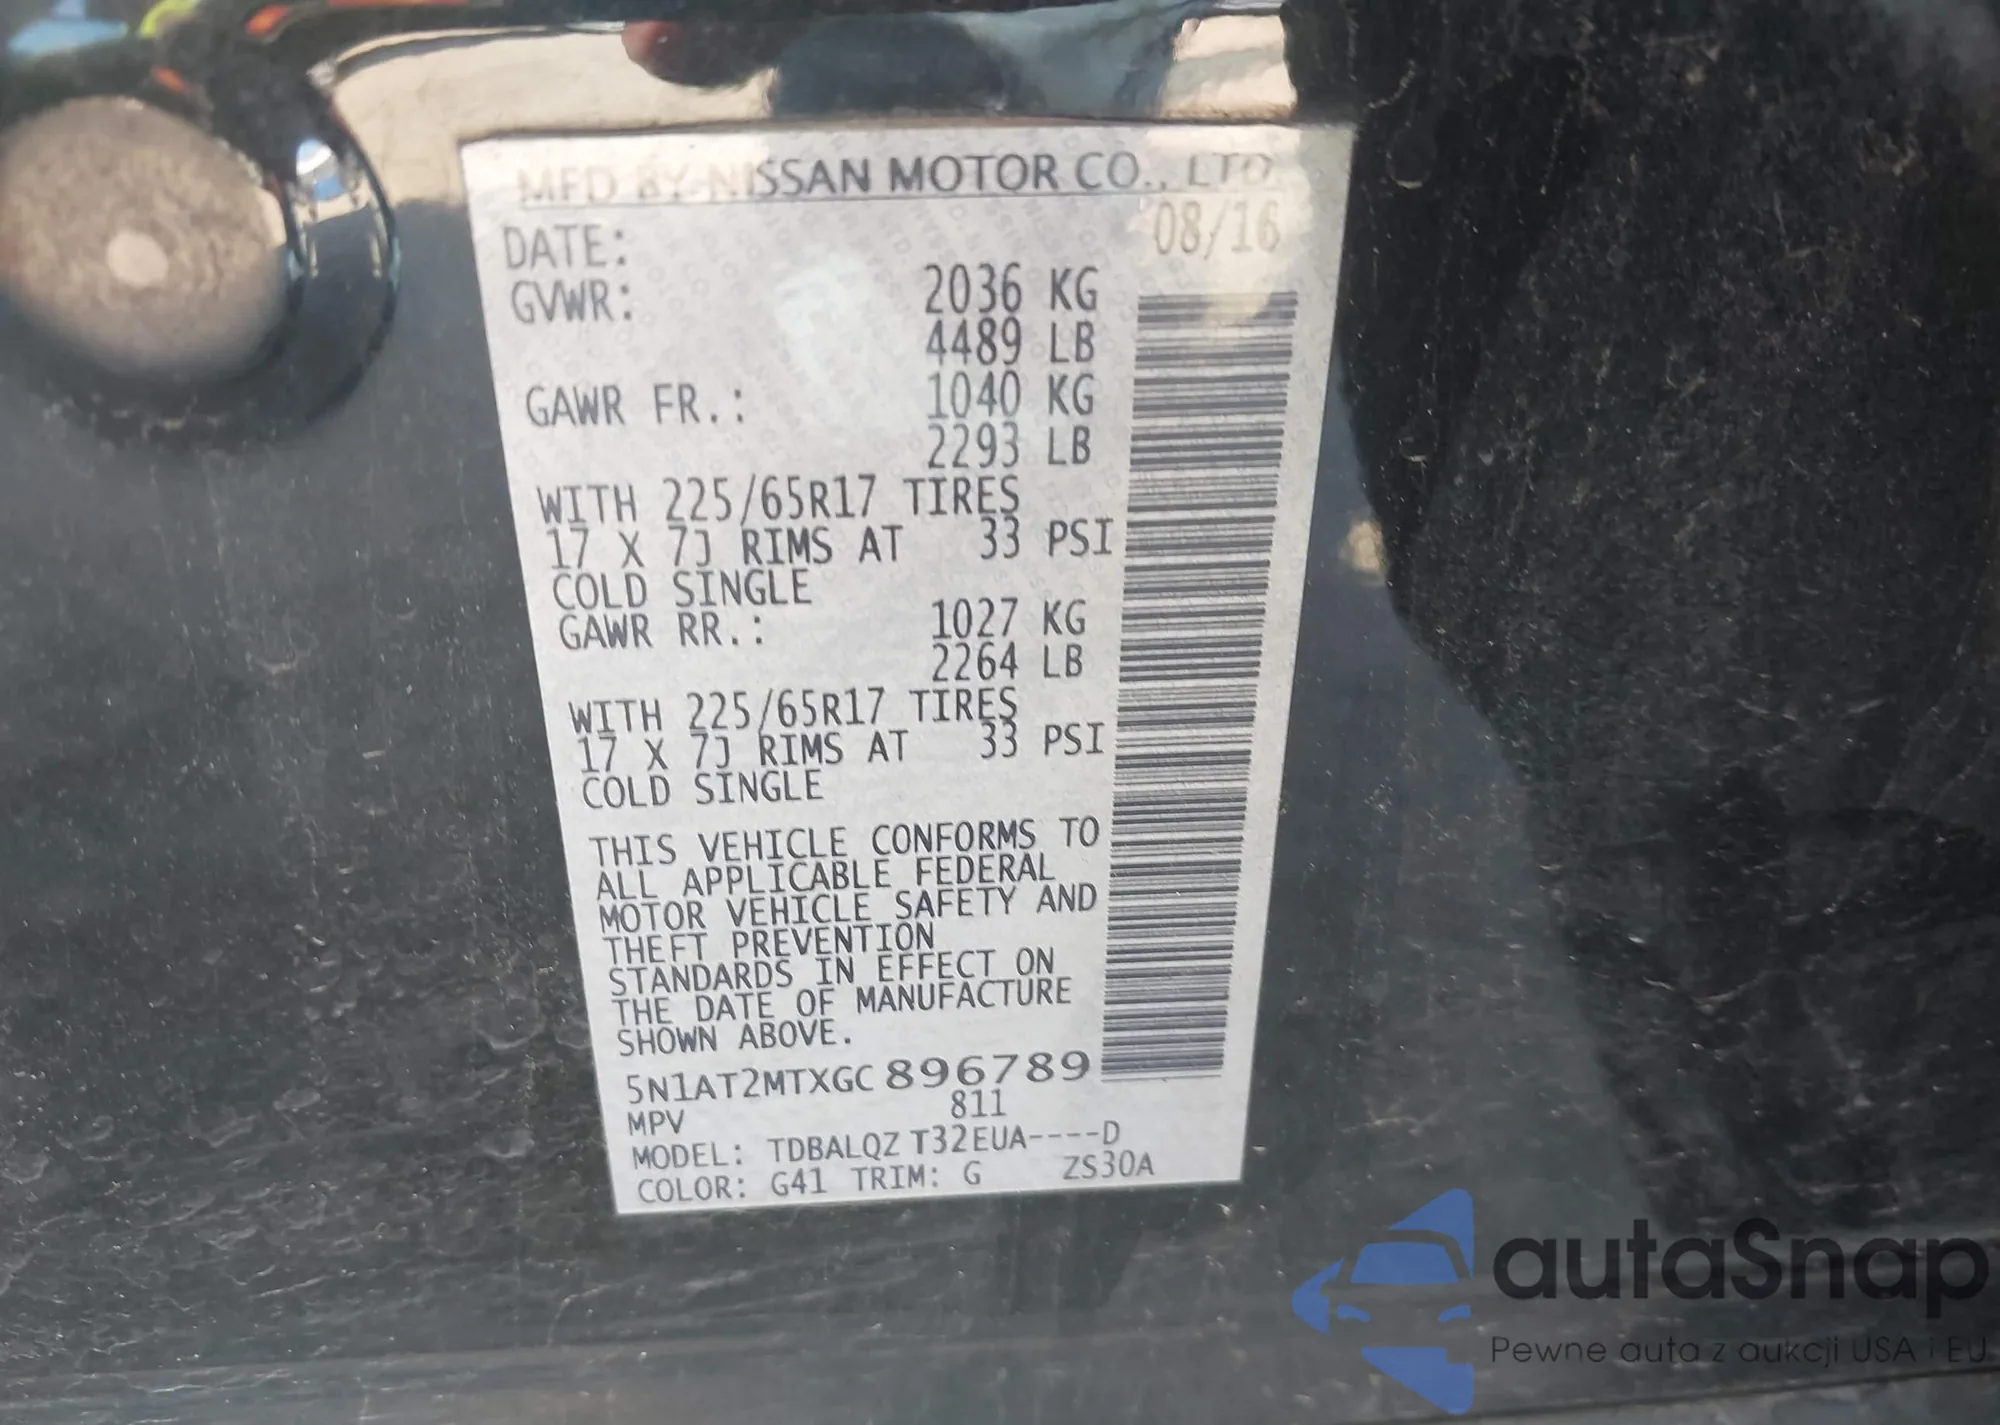 MFD BY NISSAN MOTOR CO., LTD.
DATE: 08/16
GVWR: 2036 KG
4489 LB
GAWR FR.: 1040 KG
2293 LB
WITH 225/65R17 TIRES
17 X 7J RIMS AT 33 PSI
COLD SINGLE
GAWR RR.: 1027 KG
2264 LB
WITH 225/65R17 TIRES
17 X 7J RIMS AT 33 PSI
COLD SINGLE
THIS VEHICLE CONFORMS TO
ALL APPLICABLE FEDERAL
MOTOR VEHICLE SAFETY AND
THEFT PREVENTION
STANDARDS IN EFFECT ON
THE DATE OF MANUFACTURE
SHOWN ABOVE.
5N1AT2MTXGC896789
MPV 811
MODEL: TDBALQZ T32EUA----D
COLOR: G41 TRIM: G ZS30A
autaSnap
Pewne auta z aukcji USA i EU